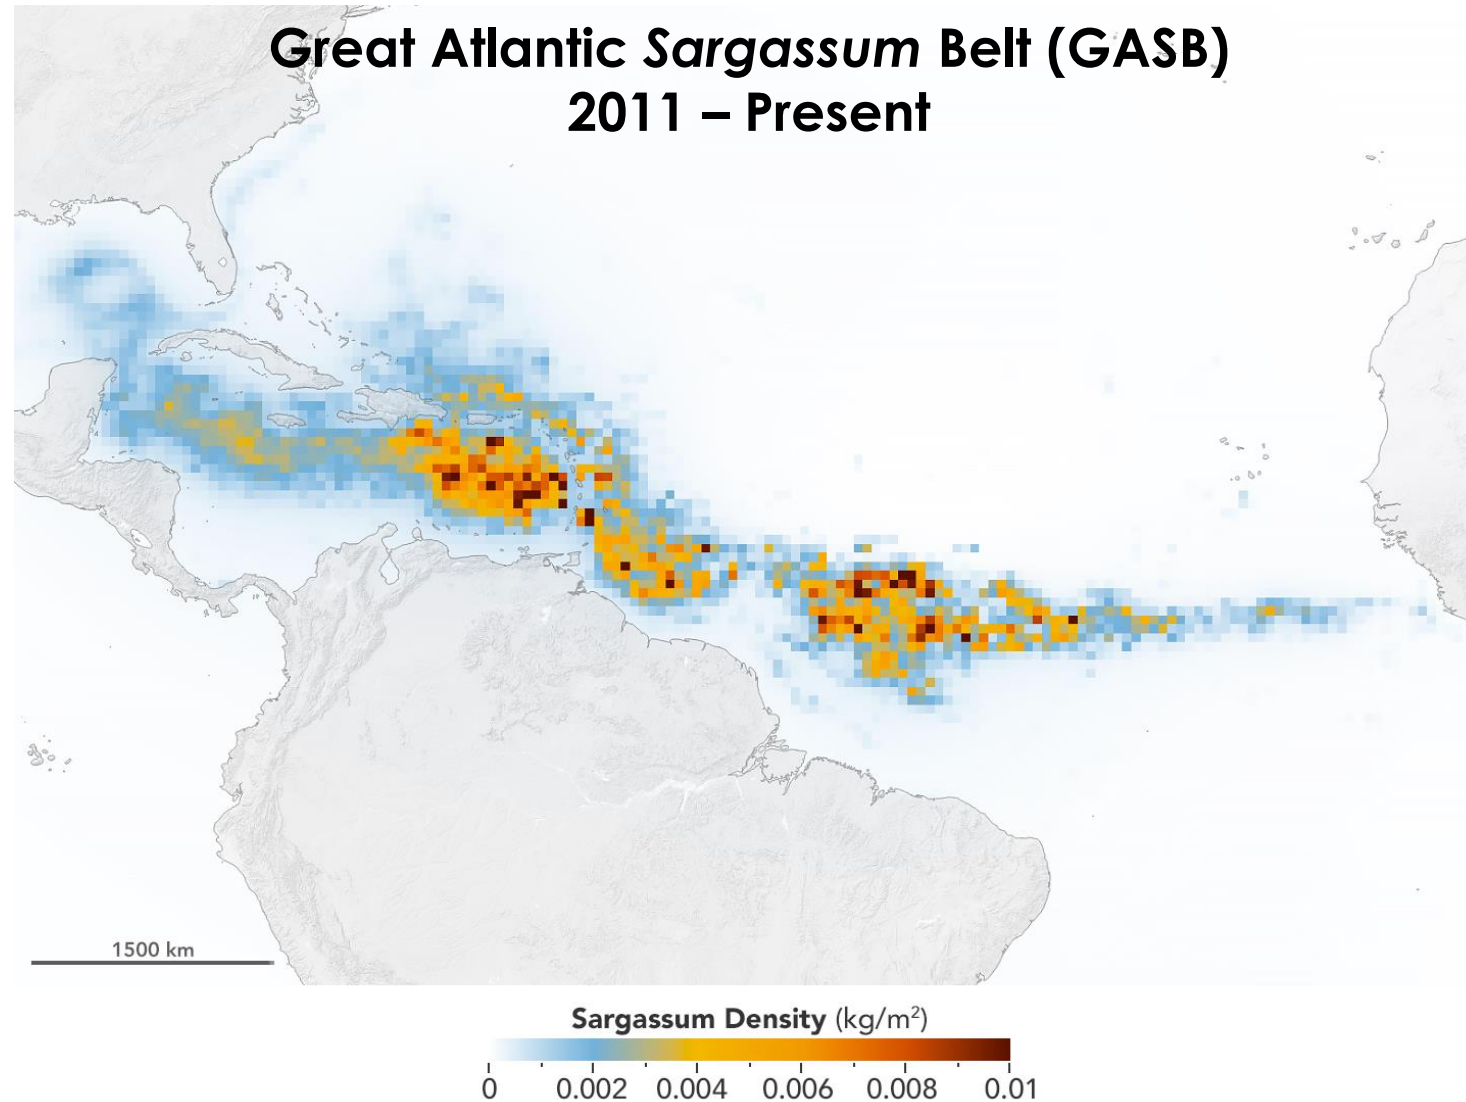 Great Atlantic Sargassum Belt (GASB)
2011 – Present
1500 km
Sargassum Density (kg/m²)
0 0.002 0.004 0.006 0.008 0.01